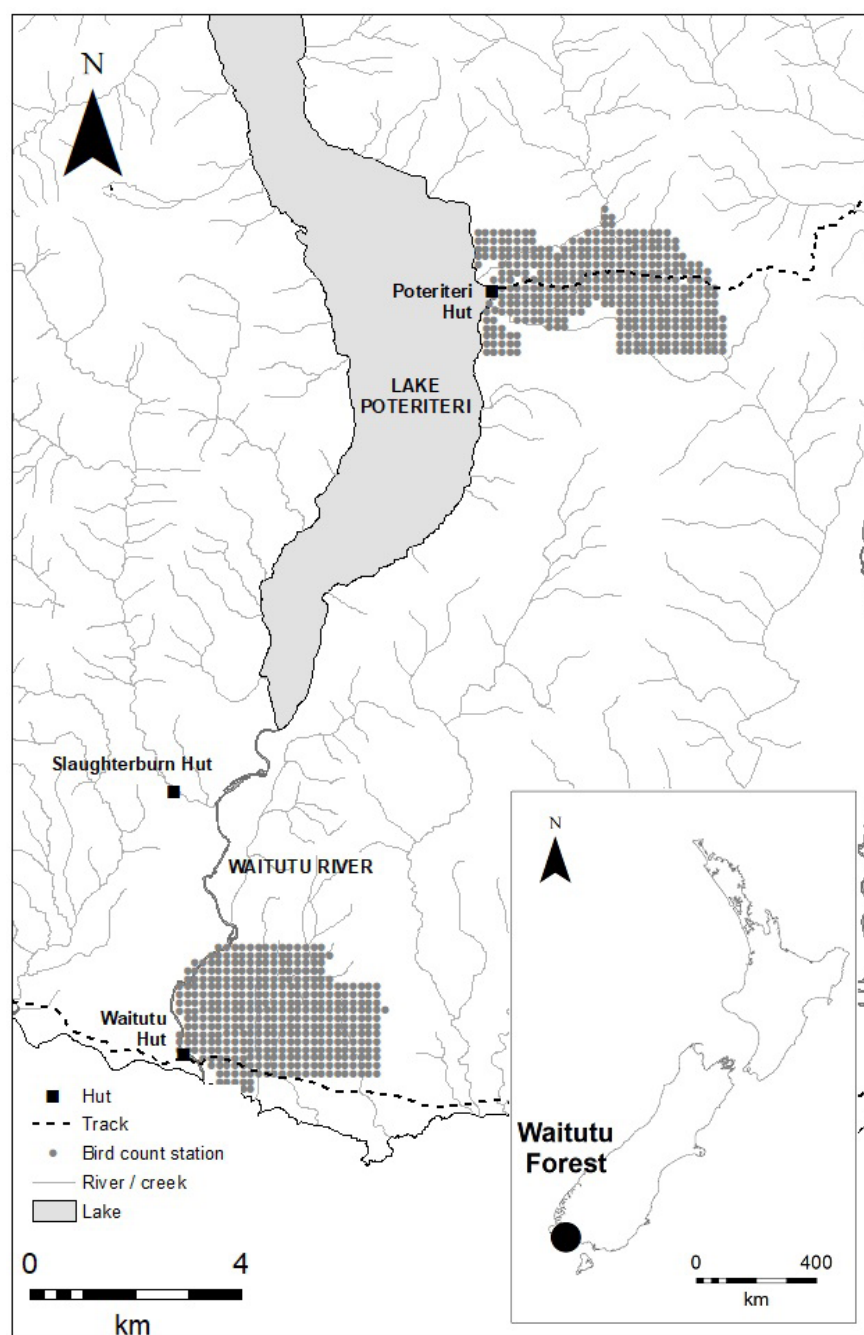 N
Poteriteri
Hut
LAKE
POTERITERI
Slaughterburn Hut
WAITUTU RIVER
Waitutu
Hut
Hut
Track
Bird count station
River / creek
Lake
0 4
km
N
Waitutu
Forest
0 400
km